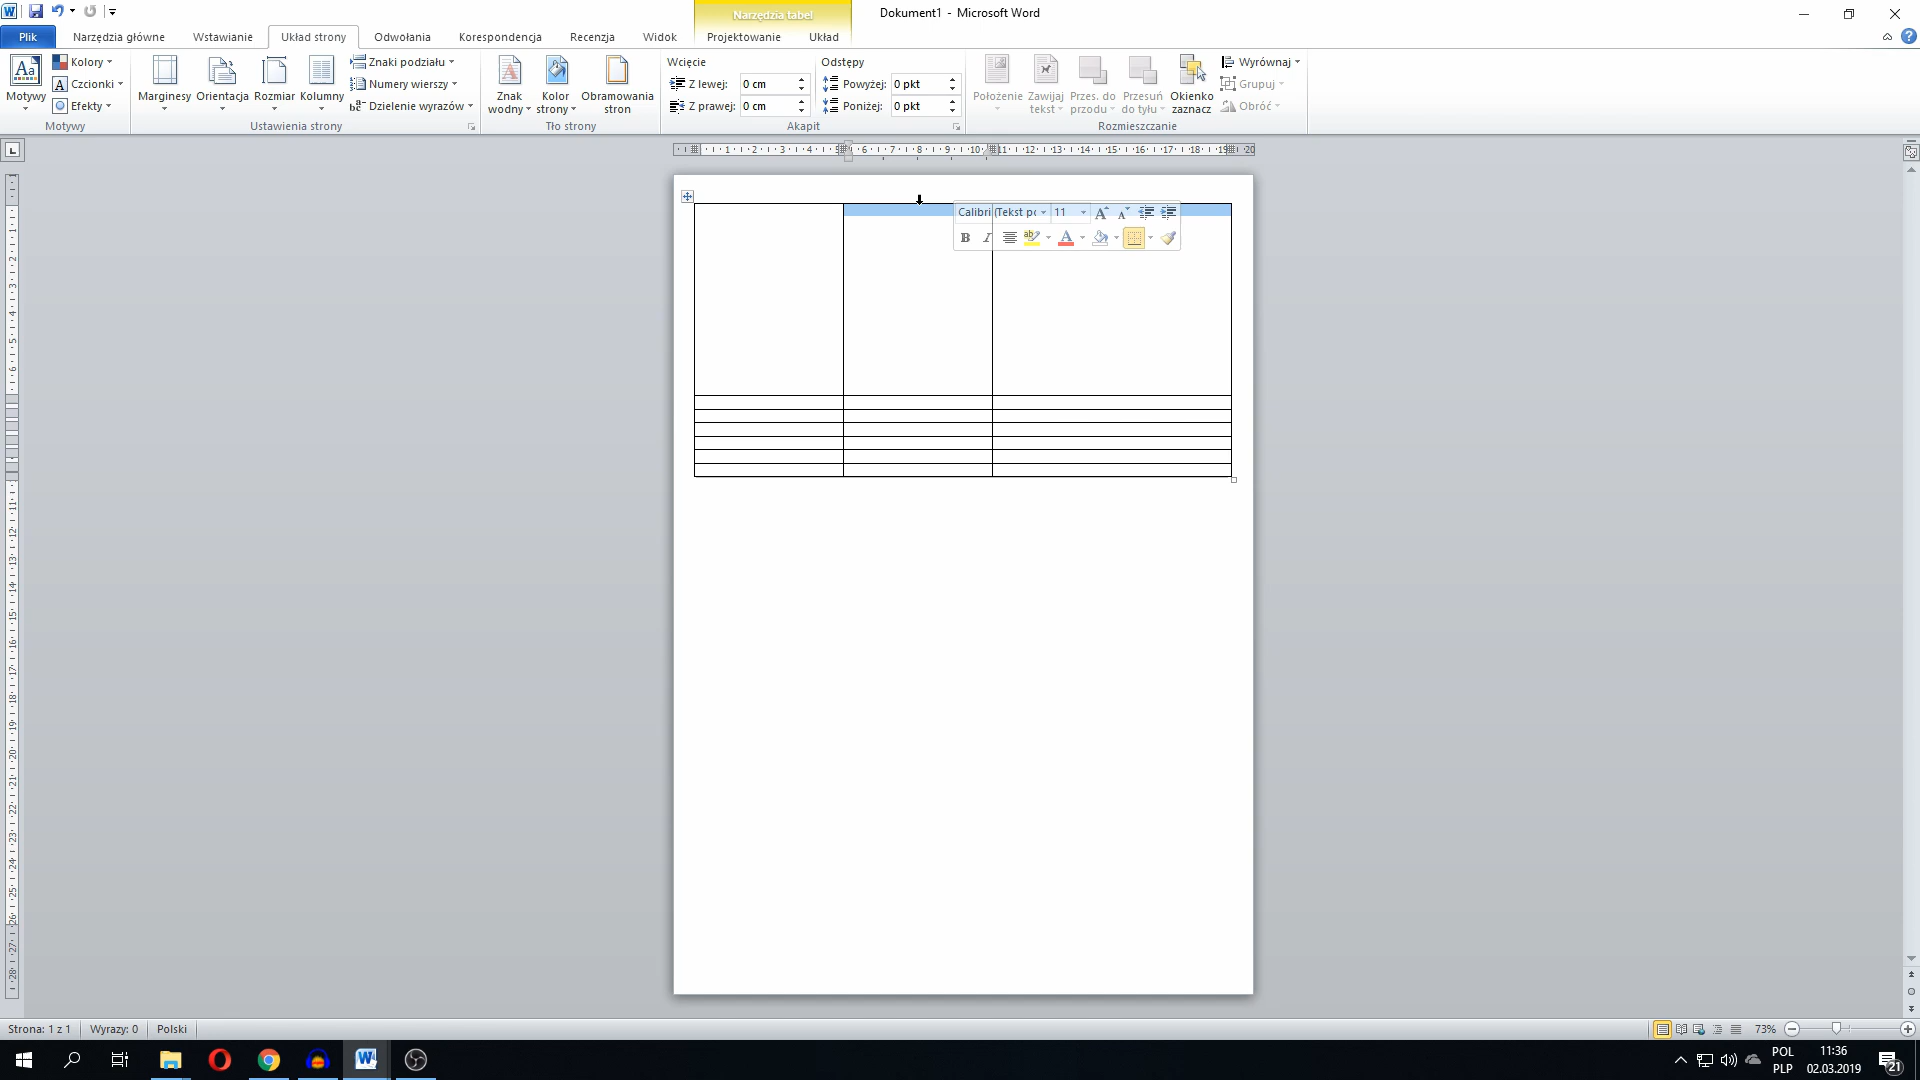 Narzędzia tabel
Dokument1 - Microsoft Word
Plik
Narzędzia główne
Wstawianie
Układ strony
Odwołania
Korespondencja
Recenzja
Widok
Projektowanie
Układ
Motywy
Kolory
Czcionki
Efekty
Motywy
Marginesy
Orientacja
Rozmiar
Kolumny
Znaki podziału
Numery wierszy
Dzielenie wyrazów
Ustawienia strony
Znak wodny
Kolor strony
Obramowania stron
Tło strony
Wcięcie
Z lewej: 0 cm
Z prawej: 0 cm
Odstępy
Powyżej: 0 pkt
Poniżej: 0 pkt
Akapit
Położenie
Zawijaj tekst
Przes. do przodu
Przesuń do tyłu
Okienko zaznacz
Wyrównaj
Grupuj
Obróć
Rozmieszczanie
Calibri (Tekst po
11
Strona: 1 z 1
Wyrazy: 0
Polski
73%
POL
PLP
11:36
02.03.2019
21